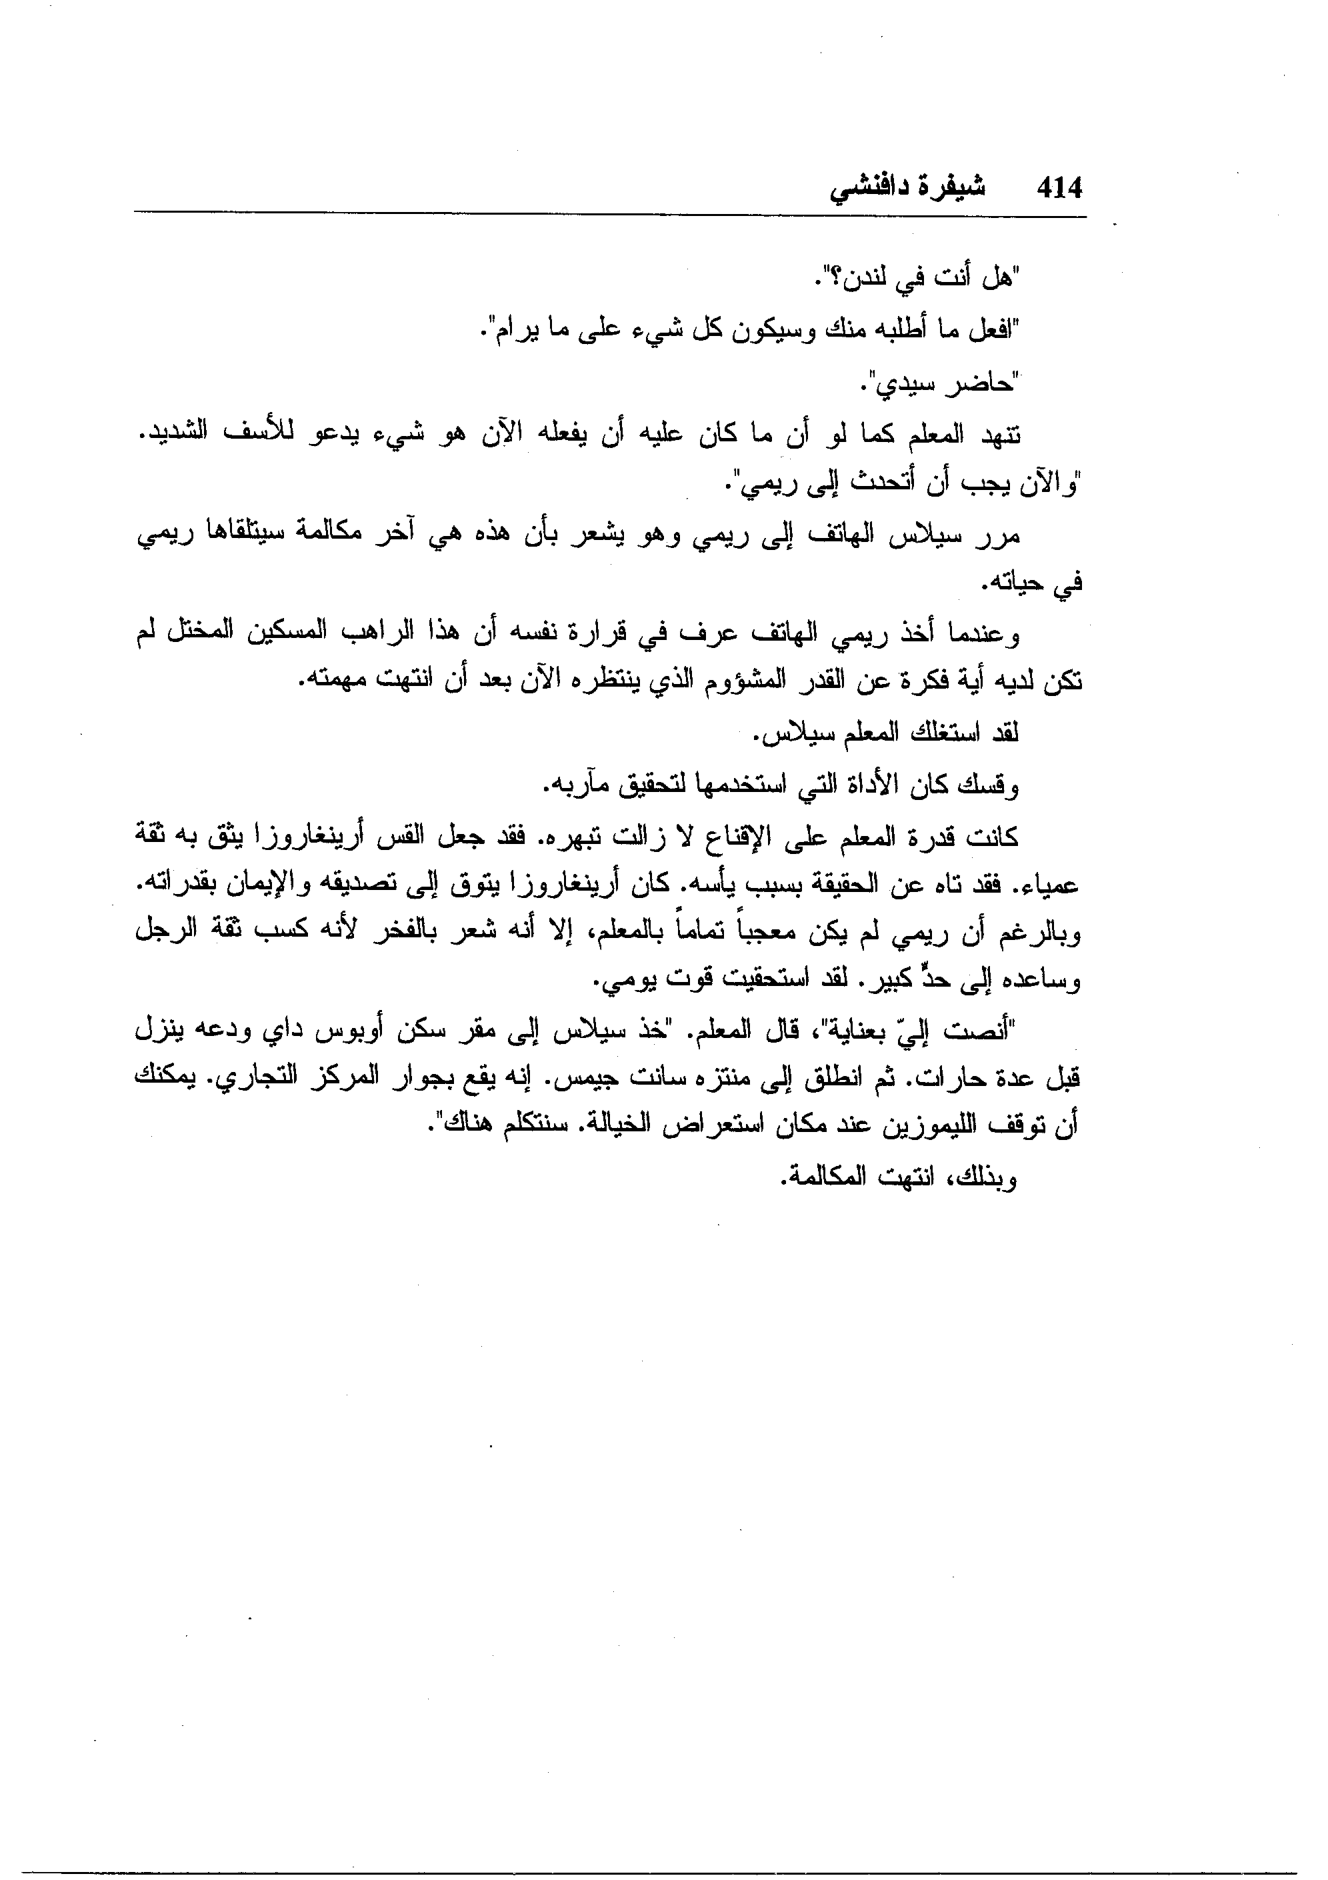 414 شيفرة دافنشي
"هل أنت في لندن؟".
"افعل ما أطلبه منك وسيكون كل شيء على ما يرام".
"حاضر سيدي".
تنهد المعلم كما لو أن ما كان عليه أن يفعله الآن هو شيء يدعو للأسف الشديد.
"والآن يجب أن أتحدث إلى ريمي".
مرر سيلاس الهاتف إلى ريمي وهو يشعر بأن هذه هي آخر مكالمة سيتلقاها ريمي
في حياته.
وعندما أخذ ريمي الهاتف عرف في قرارة نفسه أن هذا الراهب المسكين المختل لم
تكن لديه أية فكرة عن القدر المشؤوم الذي ينتظره الآن بعد أن انتهت مهمته.
لقد استغلك المعلم سيلاس.
وقسك كان الأداة التي استخدمها لتحقيق مآربه.
كانت قدرة المعلم على الإقناع لا زالت تبهره. فقد جعل القس أرينغاروزا يثق به ثقة
عمياء. فقد تاه عن الحقيقة بسبب يأسه. كان أرينغاروزا يتوق إلى تصديقه والإيمان بقدراته.
وبالرغم أن ريمي لم يكن معجباً تماماً بالمعلم، إلا أنه شعر بالفخر لأنه كسب ثقة الرجل
وساعده إلى حدٍّ كبير. لقد استحقيت قوت يومي.
"أنصت إليّ بعناية"، قال المعلم. "خذ سيلاس إلى مقر سكن أوبوس داي ودعه ينزل
قبل عدة حارات. ثم انطلق إلى منتزه سانت جيمس. إنه يقع بجوار المركز التجاري. يمكنك
أن توقف الليموزين عند مكان استعراض الخيالة. سنتكلم هناك".
وبذلك، انتهت المكالمة.